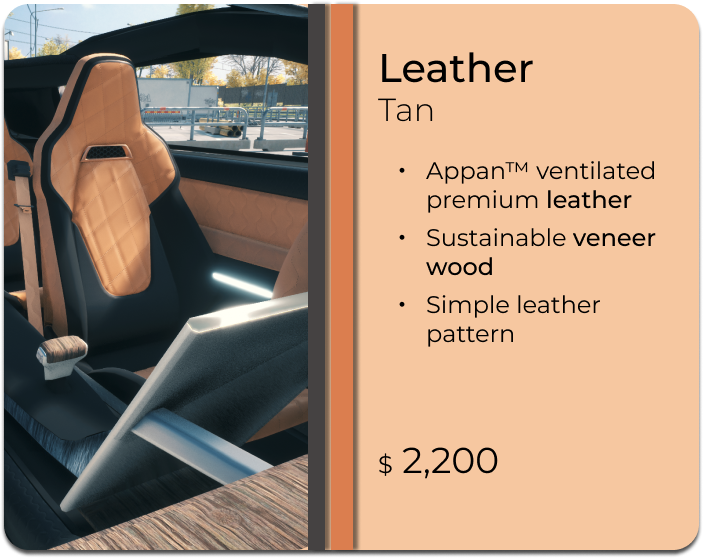 Leather
Tan
• Appan™ ventilated
premium leather
• Sustainable veneer
wood
• Simple leather
pattern
$ 2,200